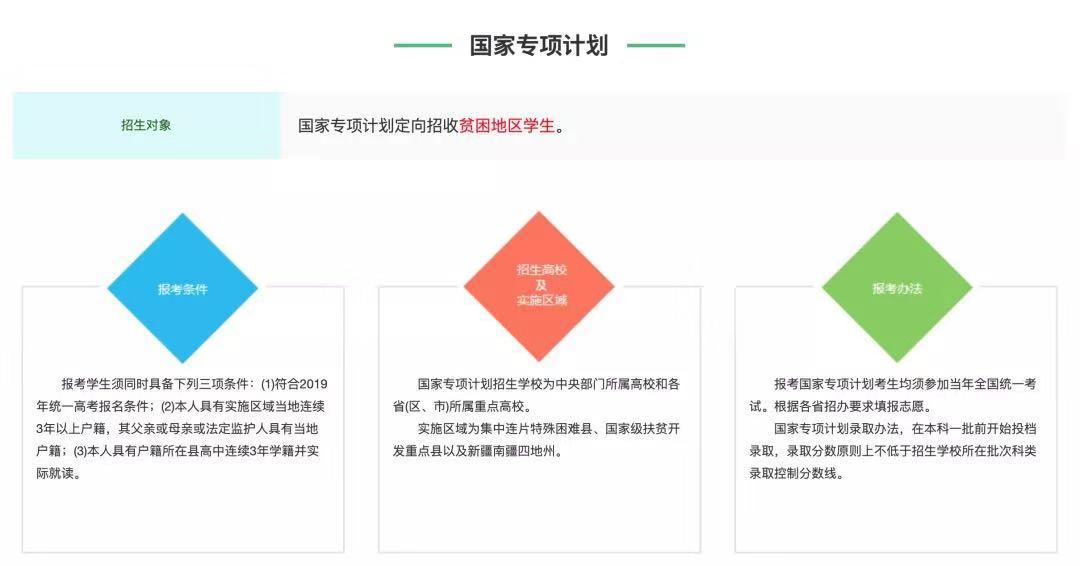 国家专项计划
招生对象
国家专项计划定向招收贫困地区学生。
报考条件
报考学生须同时具备下列三项条件：(1)符合2019
年统一高考报名条件；(2)本人具有实施区域当地连续
3年以上户籍，其父亲或母亲或法定监护人具有当地
户籍；(3)本人具有户籍所在县高中连续3年学籍并实
际就读。
招生高校
及
实施区域
国家专项计划招生学校为中央部门所属高校和各
省(区、市)所属重点高校。
实施区域为集中连片特殊困难县、国家级扶贫开
发重点县以及新疆南疆四地州。
报考办法
报考国家专项计划考生均须参加当年全国统一考
试。根据各省招办要求填报志愿。
国家专项计划录取办法，在本科一批前开始投档
录取，录取分数原则上不低于招生学校所在批次科类
录取控制分数线。